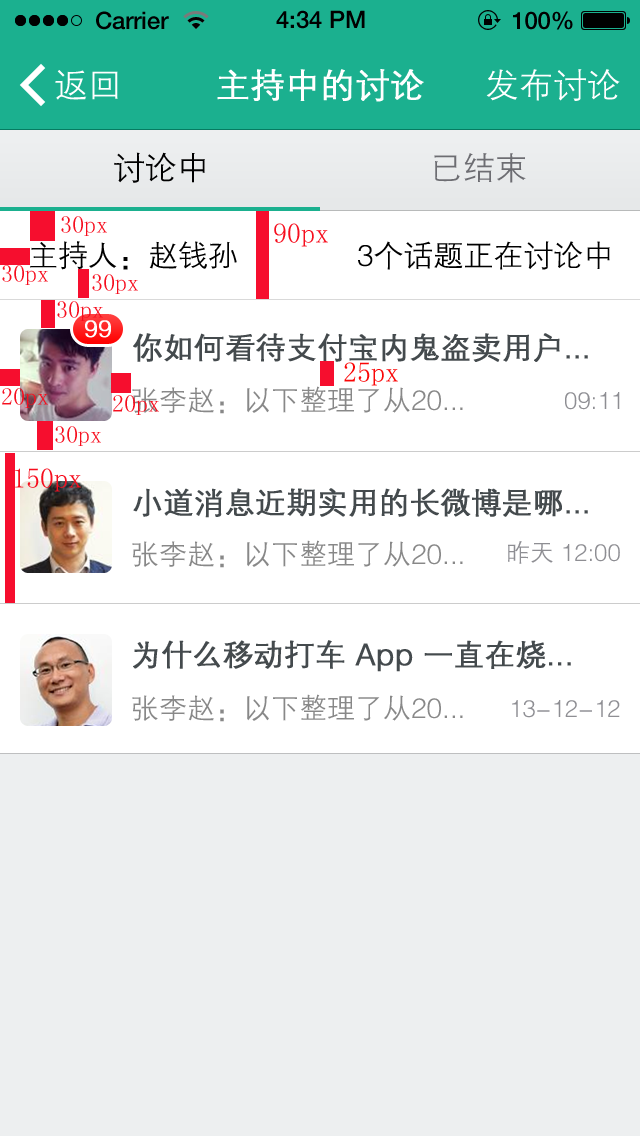 Carrier 4:34 PM 100%
返回 主持中的讨论 发布讨论
讨论中 已结束
30px
90px
主持人：赵钱孙 3个话题正在讨论中
30px
30px
30px
99
你如何看待支付宝内鬼盗卖用户...
25px
张李赵：以下整理了从20... 09:11
20px
20px
30px
150px
小道消息近期实用的长微博是哪...
张李赵：以下整理了从20... 昨天 12:00
为什么移动打车 App 一直在烧...
张李赵：以下整理了从20... 13-12-12